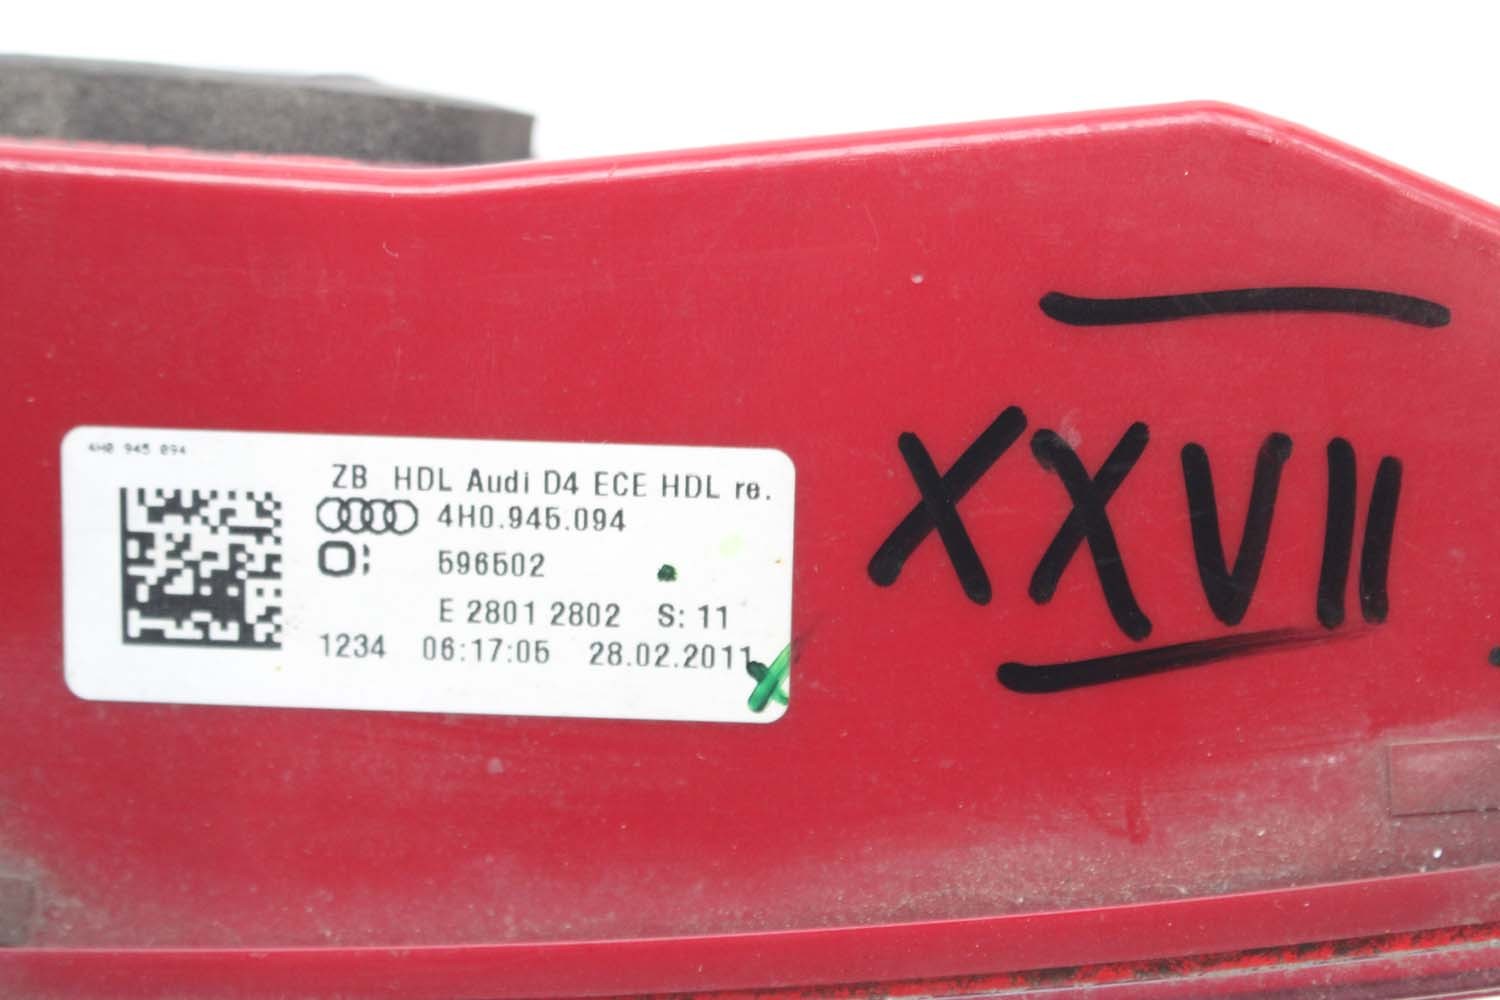 4H0 945 094
ZB HDL Audi D4 ECE HDL re.
4H0.945.094
596502
E 2801 2802 S: 11
1234 06:17:05 28.02.2011
XXVII